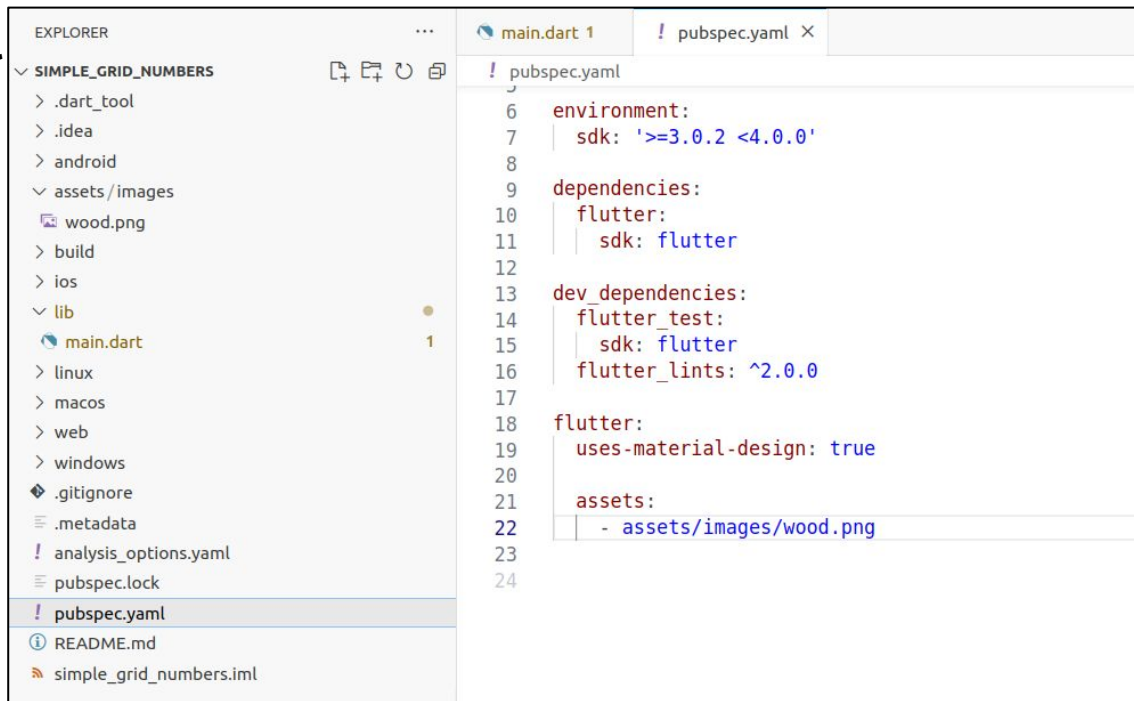 EXPLORER ...
SIMPLE_GRID_NUMBERS
.dart_tool
.idea
android
assets/images
wood.png
build
ios
lib
main.dart 1
linux
macos
web
windows
.gitignore
.metadata
analysis_options.yaml
pubspec.lock
pubspec.yaml
README.md
simple_grid_numbers.iml
main.dart 1
! pubspec.yaml ×
! pubspec.yaml
6 environment:
7 sdk: '>=3.0.2 <4.0.0'
8
9 dependencies:
10 flutter:
11 sdk: flutter
12
13 dev_dependencies:
14 flutter_test:
15 sdk: flutter
16 flutter_lints: ^2.0.0
17
18 flutter:
19 uses-material-design: true
20
21 assets:
22 - assets/images/wood.png
23
24